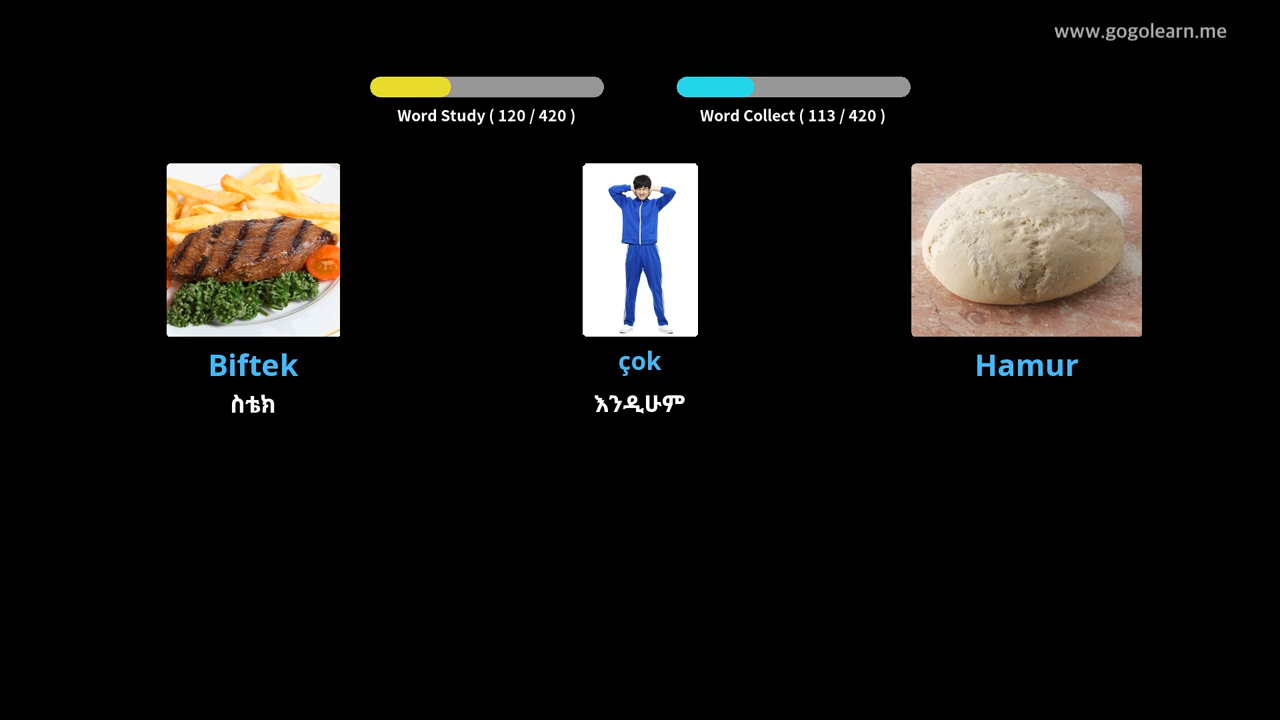 www.gogolearn.me
Word Study ( 120 / 420 )
Word Collect ( 113 / 420 )
Biftek
çok
Hamur
ስቴክ
እንዲሁም